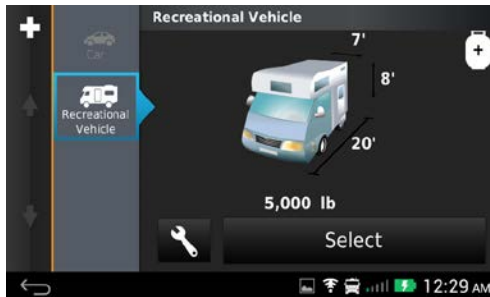 Recreational Vehicle
Car
Recreational
Vehicle
7'
8'
20'
5,000 lb
Select
12:29 AM